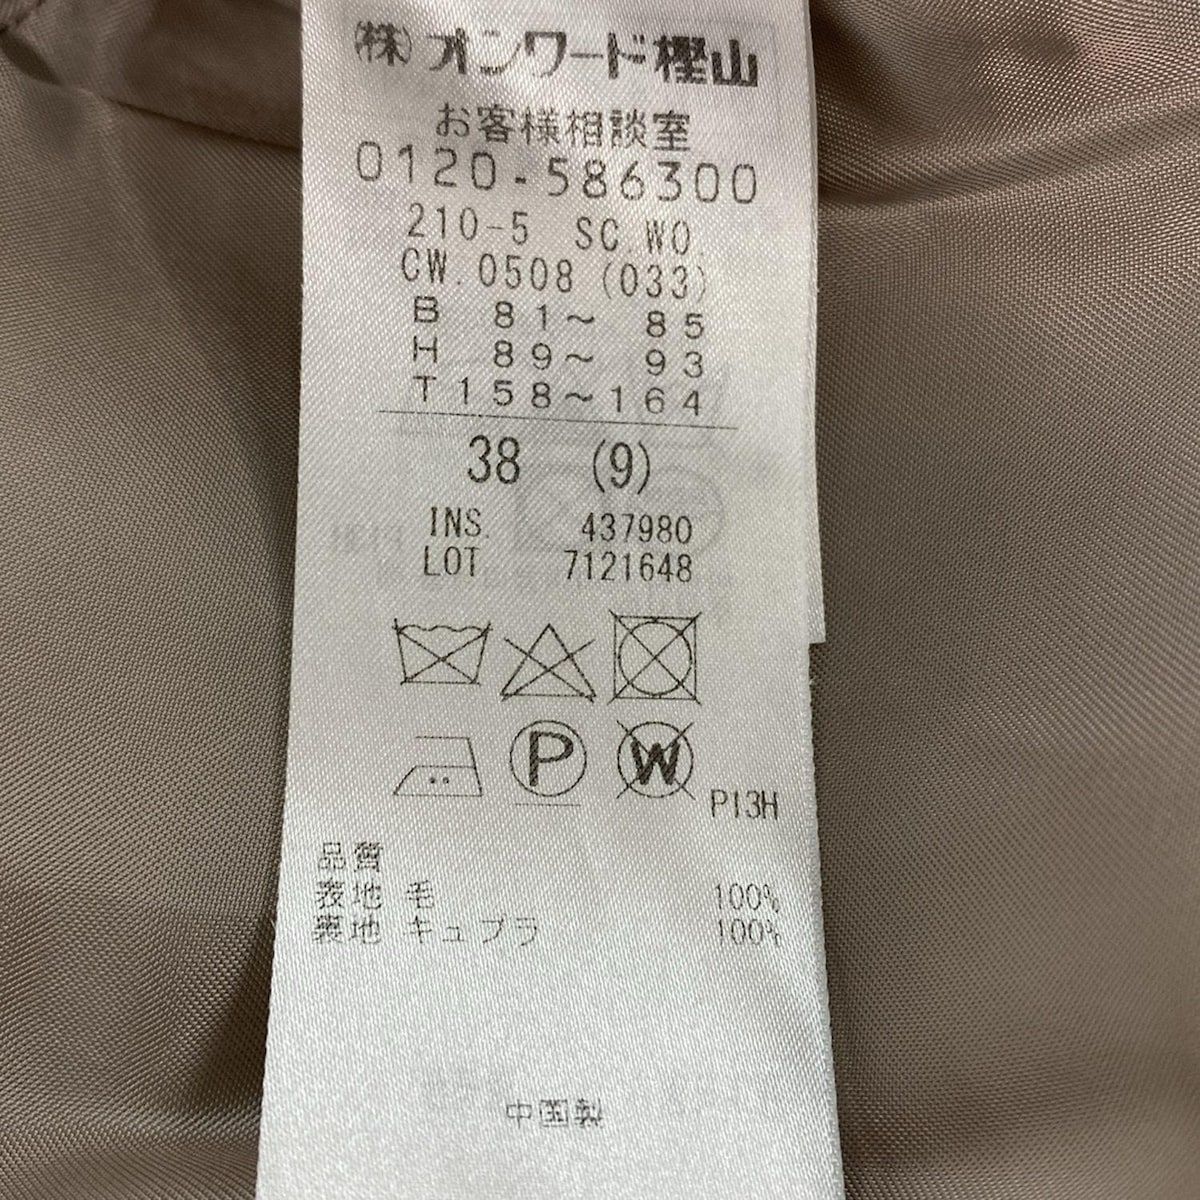 (株)オンワード樫山
お客様相談室
0120-586300
210-5 SC.WO.
CW.0508 (033)
B 81~ 85
H 89~ 93
T158~164
38 (9)
INS. 437980
LOT 7121648
P
W
P13H
品質
表地 毛 100%
裏地 キュプラ 100%
中国製